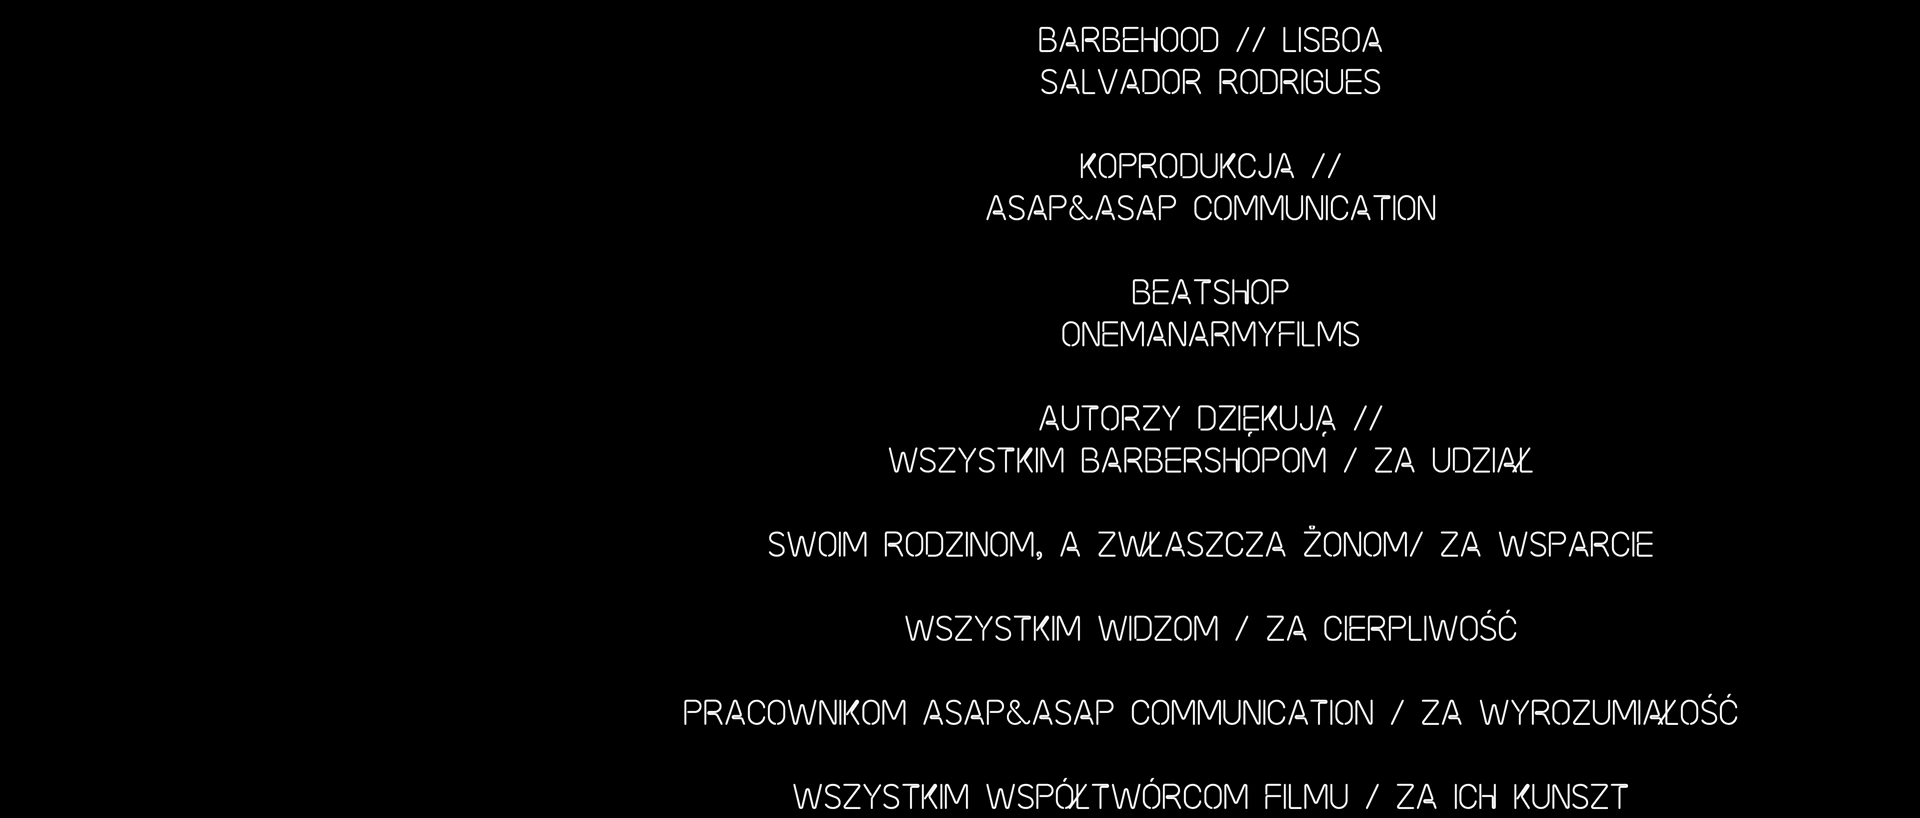 BARBEHOOD // LISBOA
SALVADOR RODRIGUES
KOPRODUKCJA //
ASAP&ASAP COMMUNICATION
BEATSHOP
ONEMANARMYFILMS
AUTORZY DZIĘKUJĄ //
WSZYSTKIM BARBERSHOPOM / ZA UDZIAŁ
SWOIM RODZINOM, A ZWŁASZCZA ŻONOM/ ZA WSPARCIE
WSZYSTKIM WIDZOM / ZA CIERPLIWOŚĆ
PRACOWNIKOM ASAP&ASAP COMMUNICATION / ZA WYROZUMIAŁOŚĆ
WSZYSTKIM WSPÓŁTWÓRCOM FILMU / ZA ICH KUNSZT